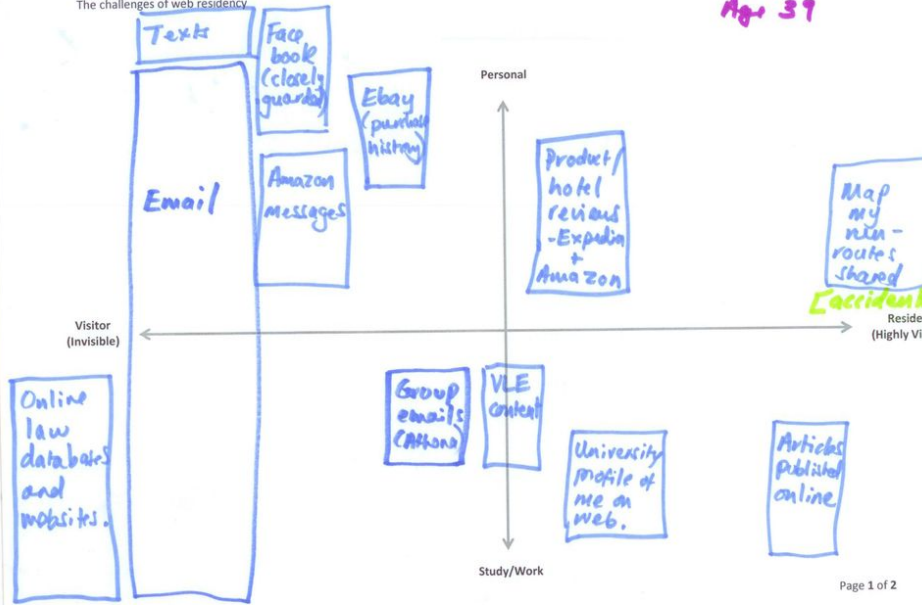 The challenges of web residency
Age 39
Texts
Face
book
(closely
guarded)
Personal
Ebay
(purchase
history)
Product/
hotel
reviews
-Expedia
+
Amazon
Email
Amazon
messages
Map
my
run-
routes
shared
[accident
Visitor
(Invisible)
Reside
(Highly Vi
Online
law
databases
and
websites.
Group
emails
(Athona)
VLE
content
University
profile of
me on
web.
Articles
published
online
Study/Work
Page 1 of 2